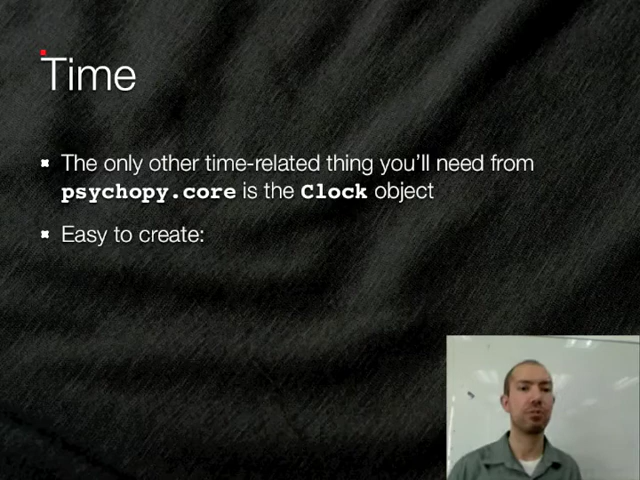 Time
The only other time-related thing you'll need from
psychopy.core is the Clock object
Easy to create: